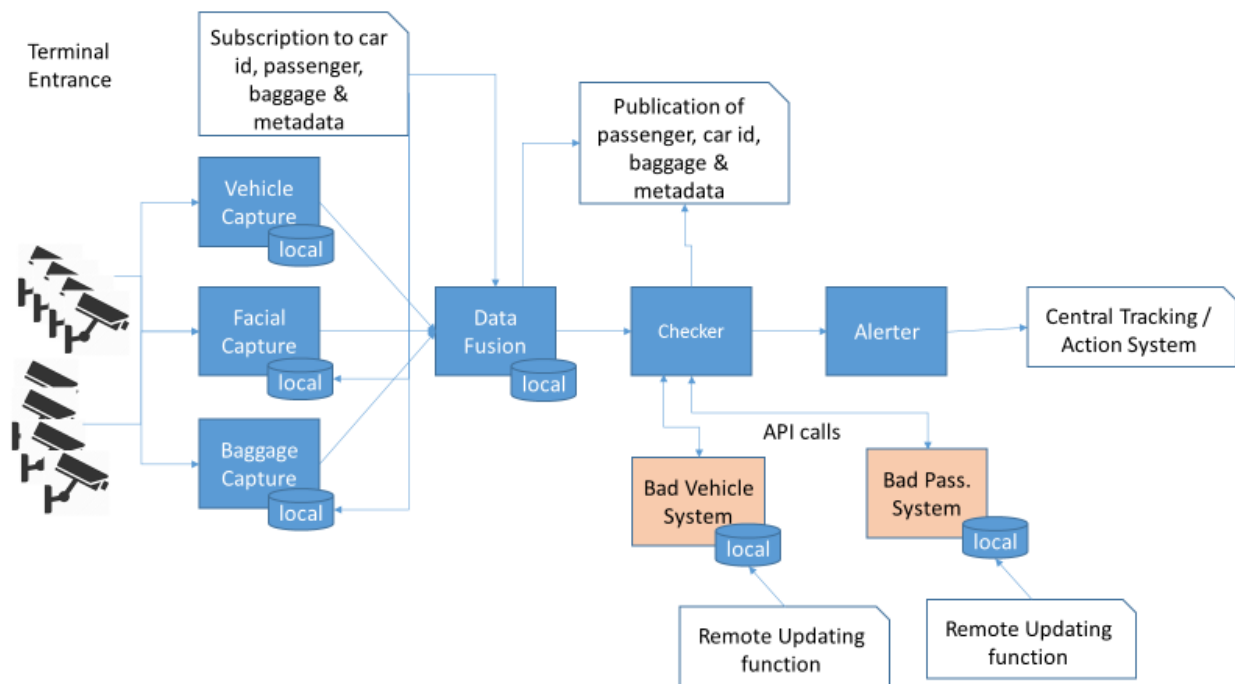 Terminal
Entrance
Subscription to car
id, passenger,
baggage &
metadata
Publication of
passenger, car id,
baggage &
metadata
Vehicle
Capture
local
Facial
Capture
local
Baggage
Capture
local
Data
Fusion
local
Checker
Alerter
Central Tracking /
Action System
API calls
Bad Vehicle
System
local
Bad Pass.
System
local
Remote Updating
function
Remote Updating
function